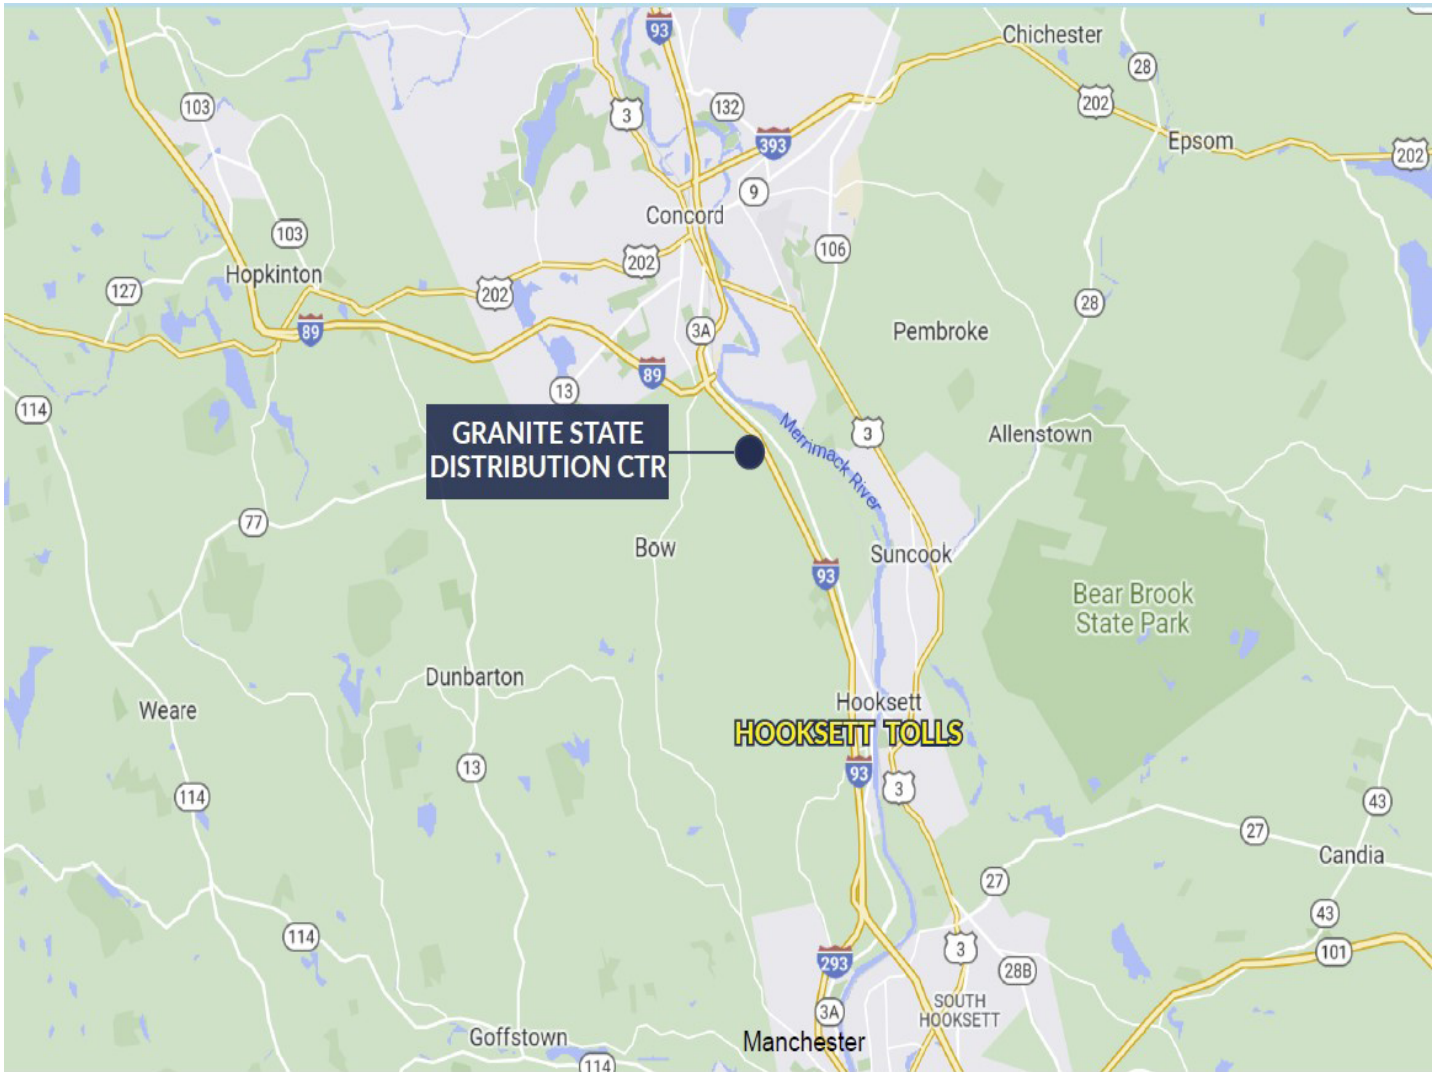 93
Chichester
28
103
3
132
202
393
Epsom
202
9
Concord
103
106
202
Hopkinton
127
202
28
3A
Pembroke
89
89
13
114
GRANITE STATE
DISTRIBUTION CTR
Merrimack River
3
Allenstown
77
Bow
Suncook
93
Bear Brook
State Park
Dunbarton
Weare
Hooksett
HOOKSETT TOLLS
13
93
3
114
43
27
Candia
27
43
114
3
101
293
28B
SOUTH
HOOKSETT
3A
Goffstown
Manchester
114